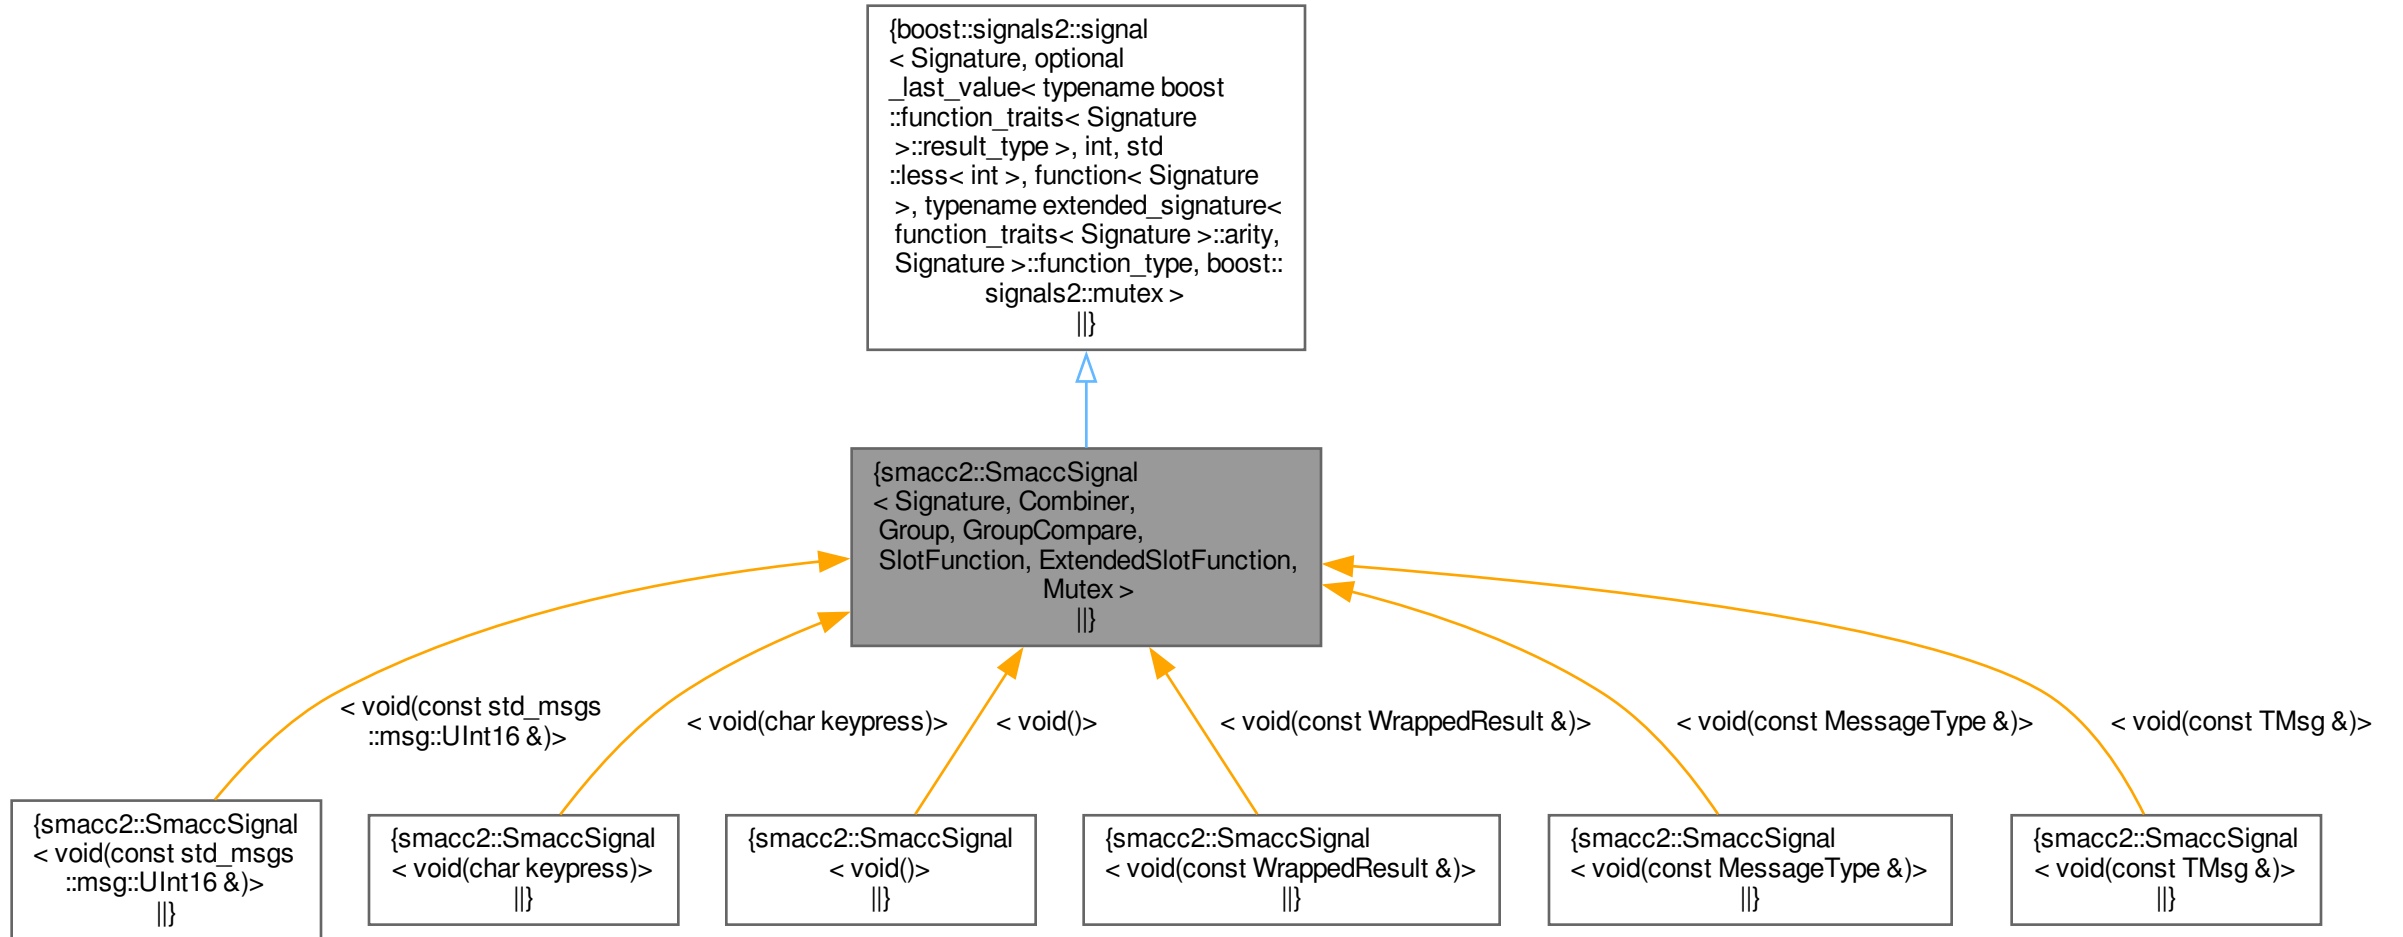 {boost::signals2::signal
< Signature, optional
_last_value< typename boost
::function_traits< Signature
>::result_type >, int, std
::less< int >, function< Signature
>, typename extended_signature<
function_traits< Signature >::arity,
Signature >::function_type, boost::
signals2::mutex >
||}
{smacc2::SmaccSignal
< Signature, Combiner,
Group, GroupCompare,
SlotFunction, ExtendedSlotFunction,
Mutex >
||}
< void(const std_msgs
::msg::UInt16 &)>
< void(char keypress)>
< void()>
< void(const WrappedResult &)>
< void(const MessageType &)>
< void(const TMsg &)>
{smacc2::SmaccSignal
< void(const std_msgs
::msg::UInt16 &)>
||}
{smacc2::SmaccSignal
< void(char keypress)>
||}
{smacc2::SmaccSignal
< void()>
||}
{smacc2::SmaccSignal
< void(const WrappedResult &)>
||}
{smacc2::SmaccSignal
< void(const MessageType &)>
||}
{smacc2::SmaccSignal
< void(const TMsg &)>
||}